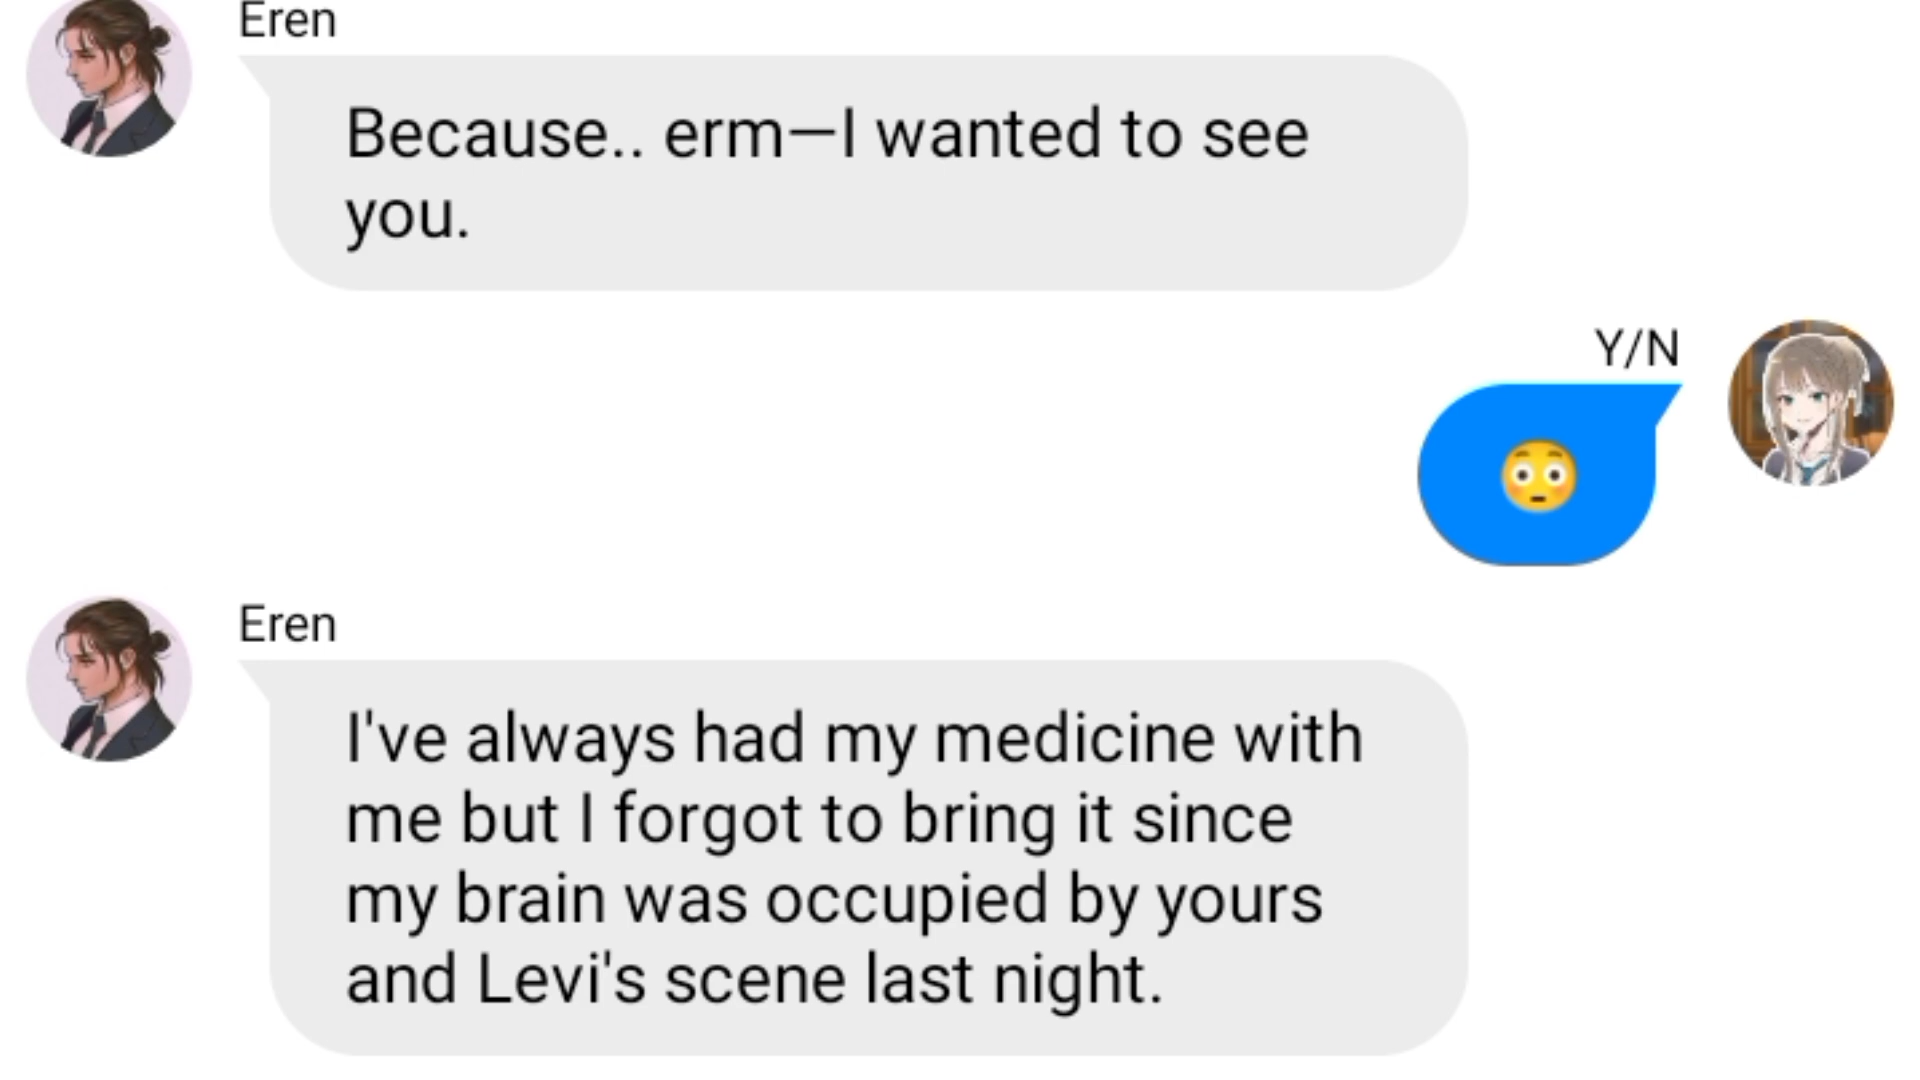 Eren
Because.. erm—I wanted to see
you.
Y/N
😳
Eren
I've always had my medicine with
me but I forgot to bring it since
my brain was occupied by yours
and Levi's scene last night.